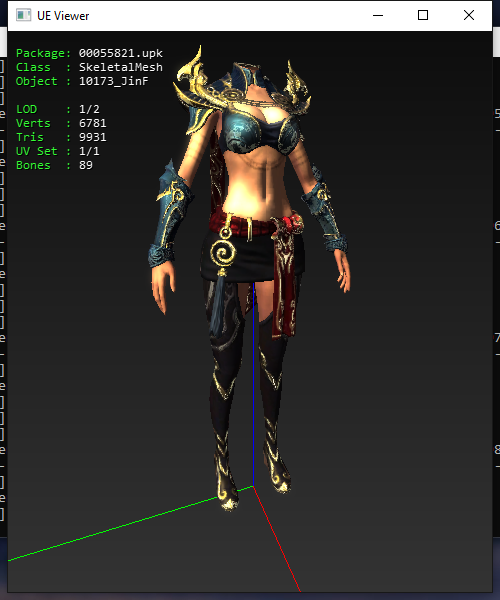 UE Viewer
Package: 00055821.upk
Class : SkeletalMesh
Object : 10173_JinF
LOD : 1/2
Verts : 6781
Tris : 9931
UV Set : 1/1
Bones : 89